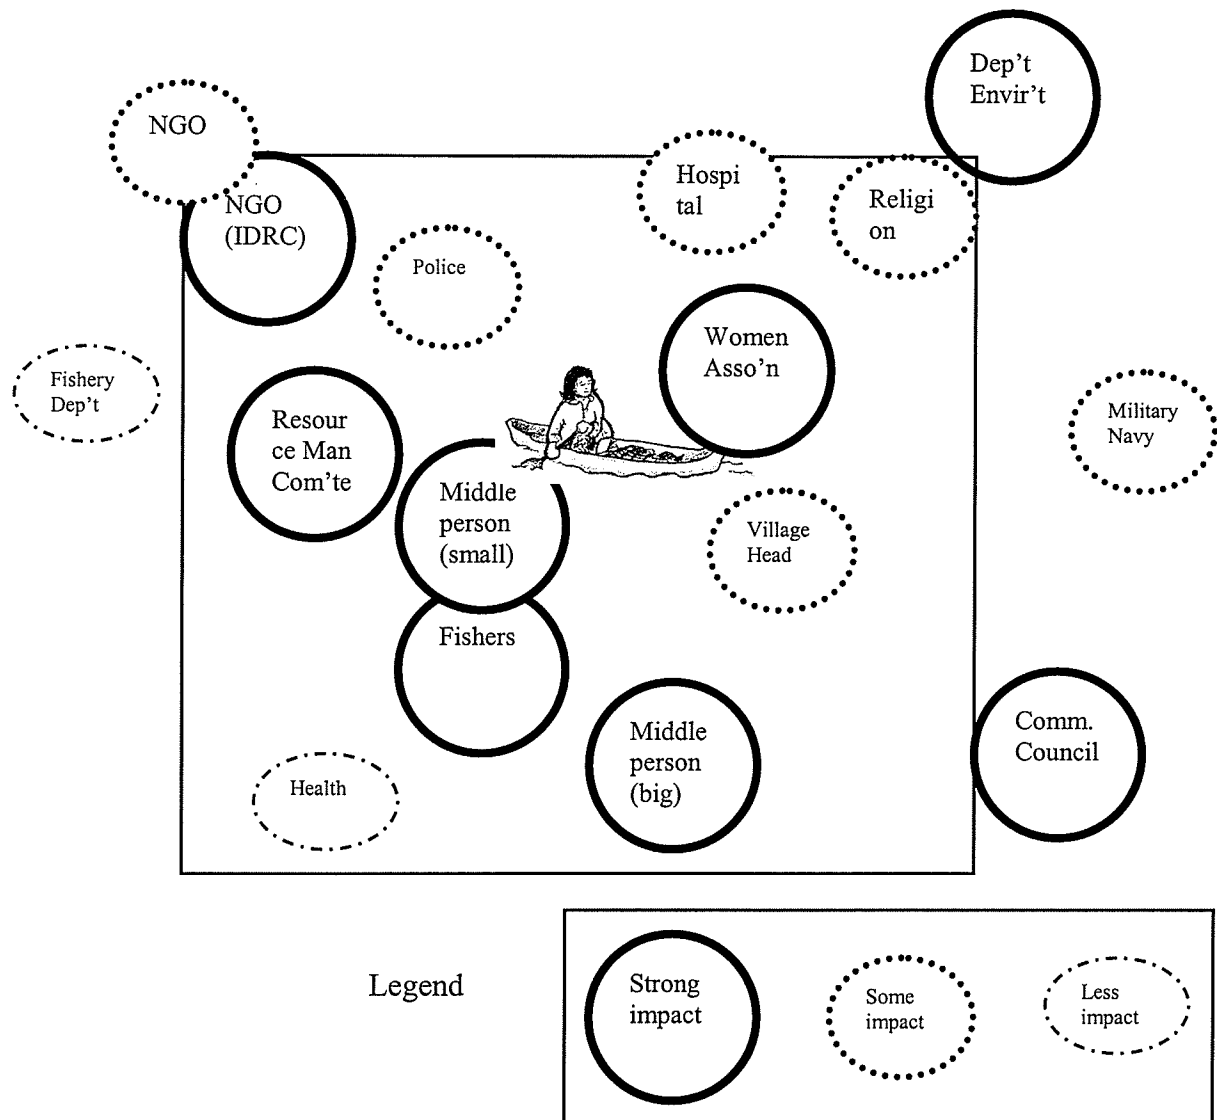 Dep't
Envir't
NGO
NGO
(IDRC)
Hospi
tal
Religi
on
Police
Women
Asso'n
Fishery
Dep't
Resour
ce Man
Com'te
Military
Navy
Middle
person
(small)
Village
Head
Fishers
Middle
person
(big)
Comm.
Council
Health
Legend
Strong
impact
Some
impact
Less
impact